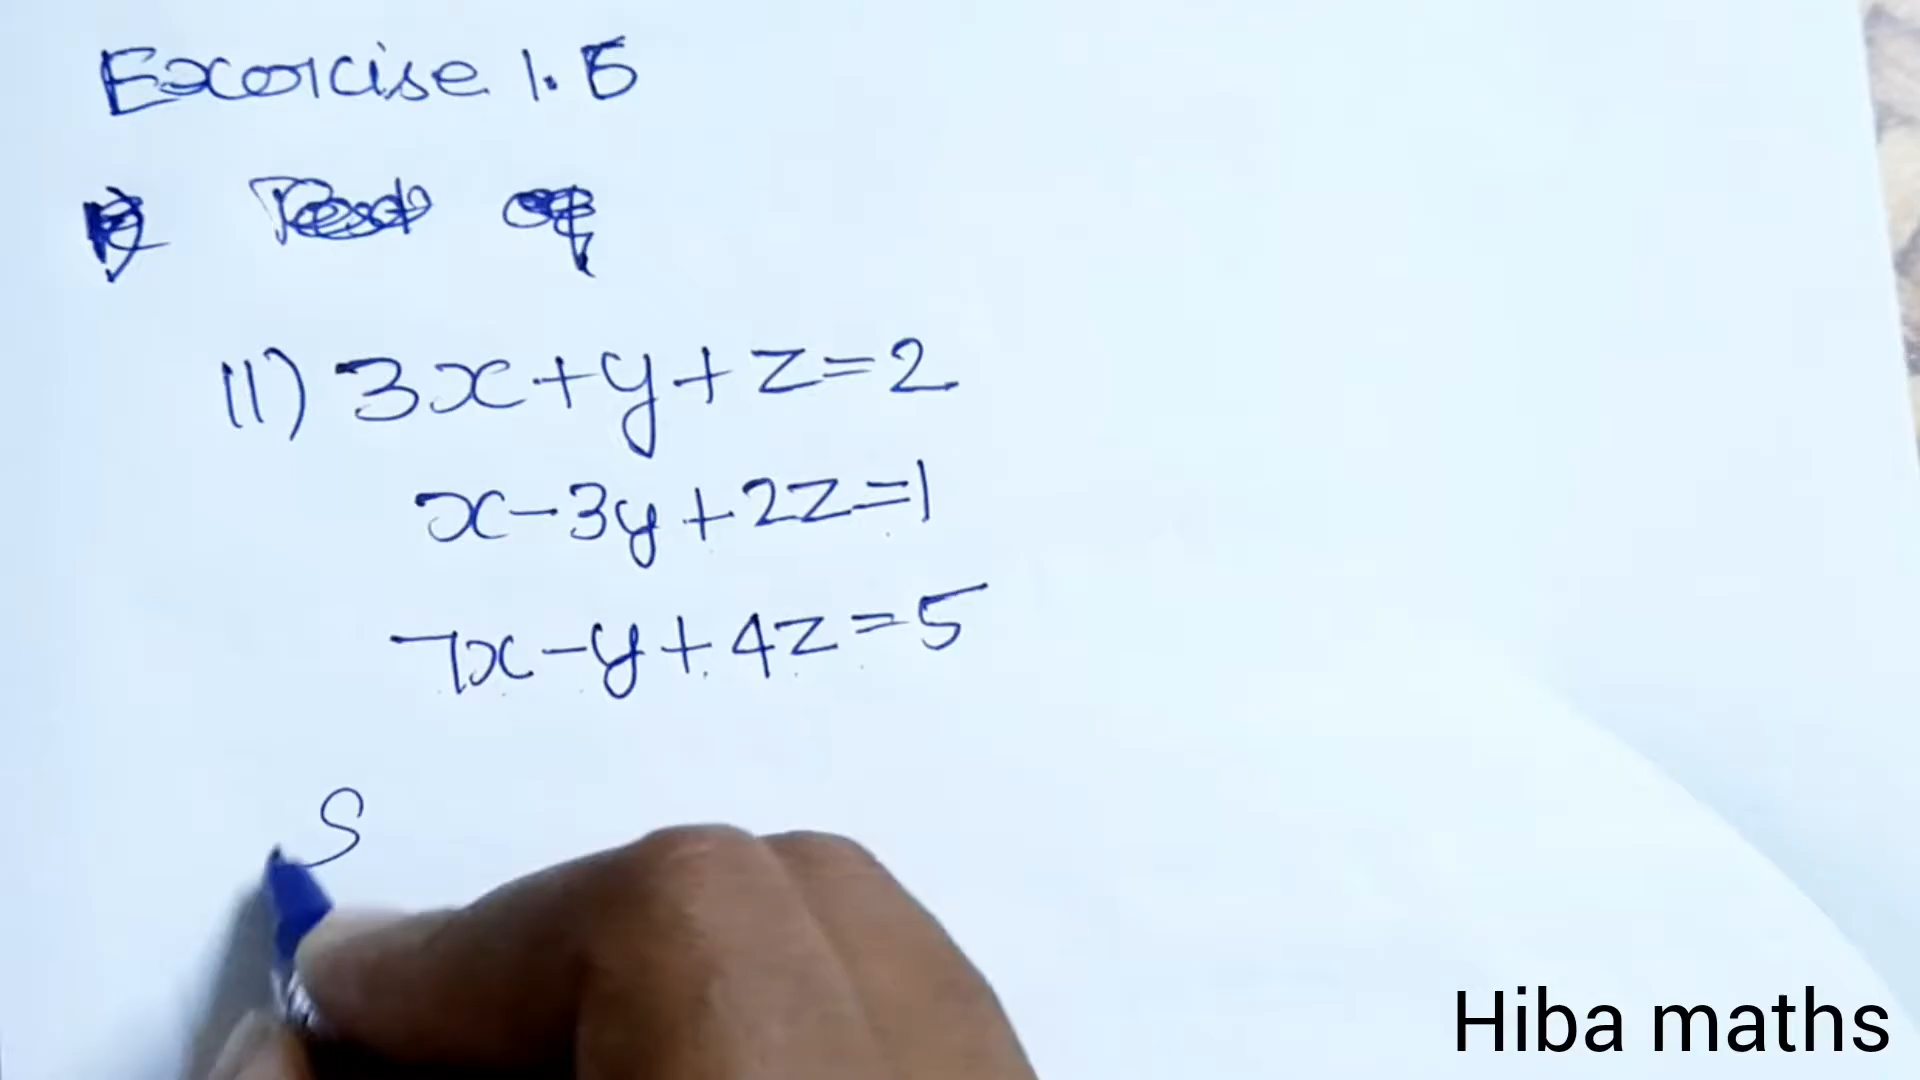 Exercise 1.5
11) 3x+y+z=2
x-3y+2z=1
7x-y+4z=5
S
Hiba maths